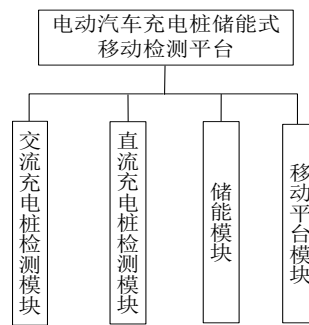 电动汽车充电桩储能式
移动检测平台
交流充电桩检测模块
直流充电桩检测模块
储能模块
移动平台模块